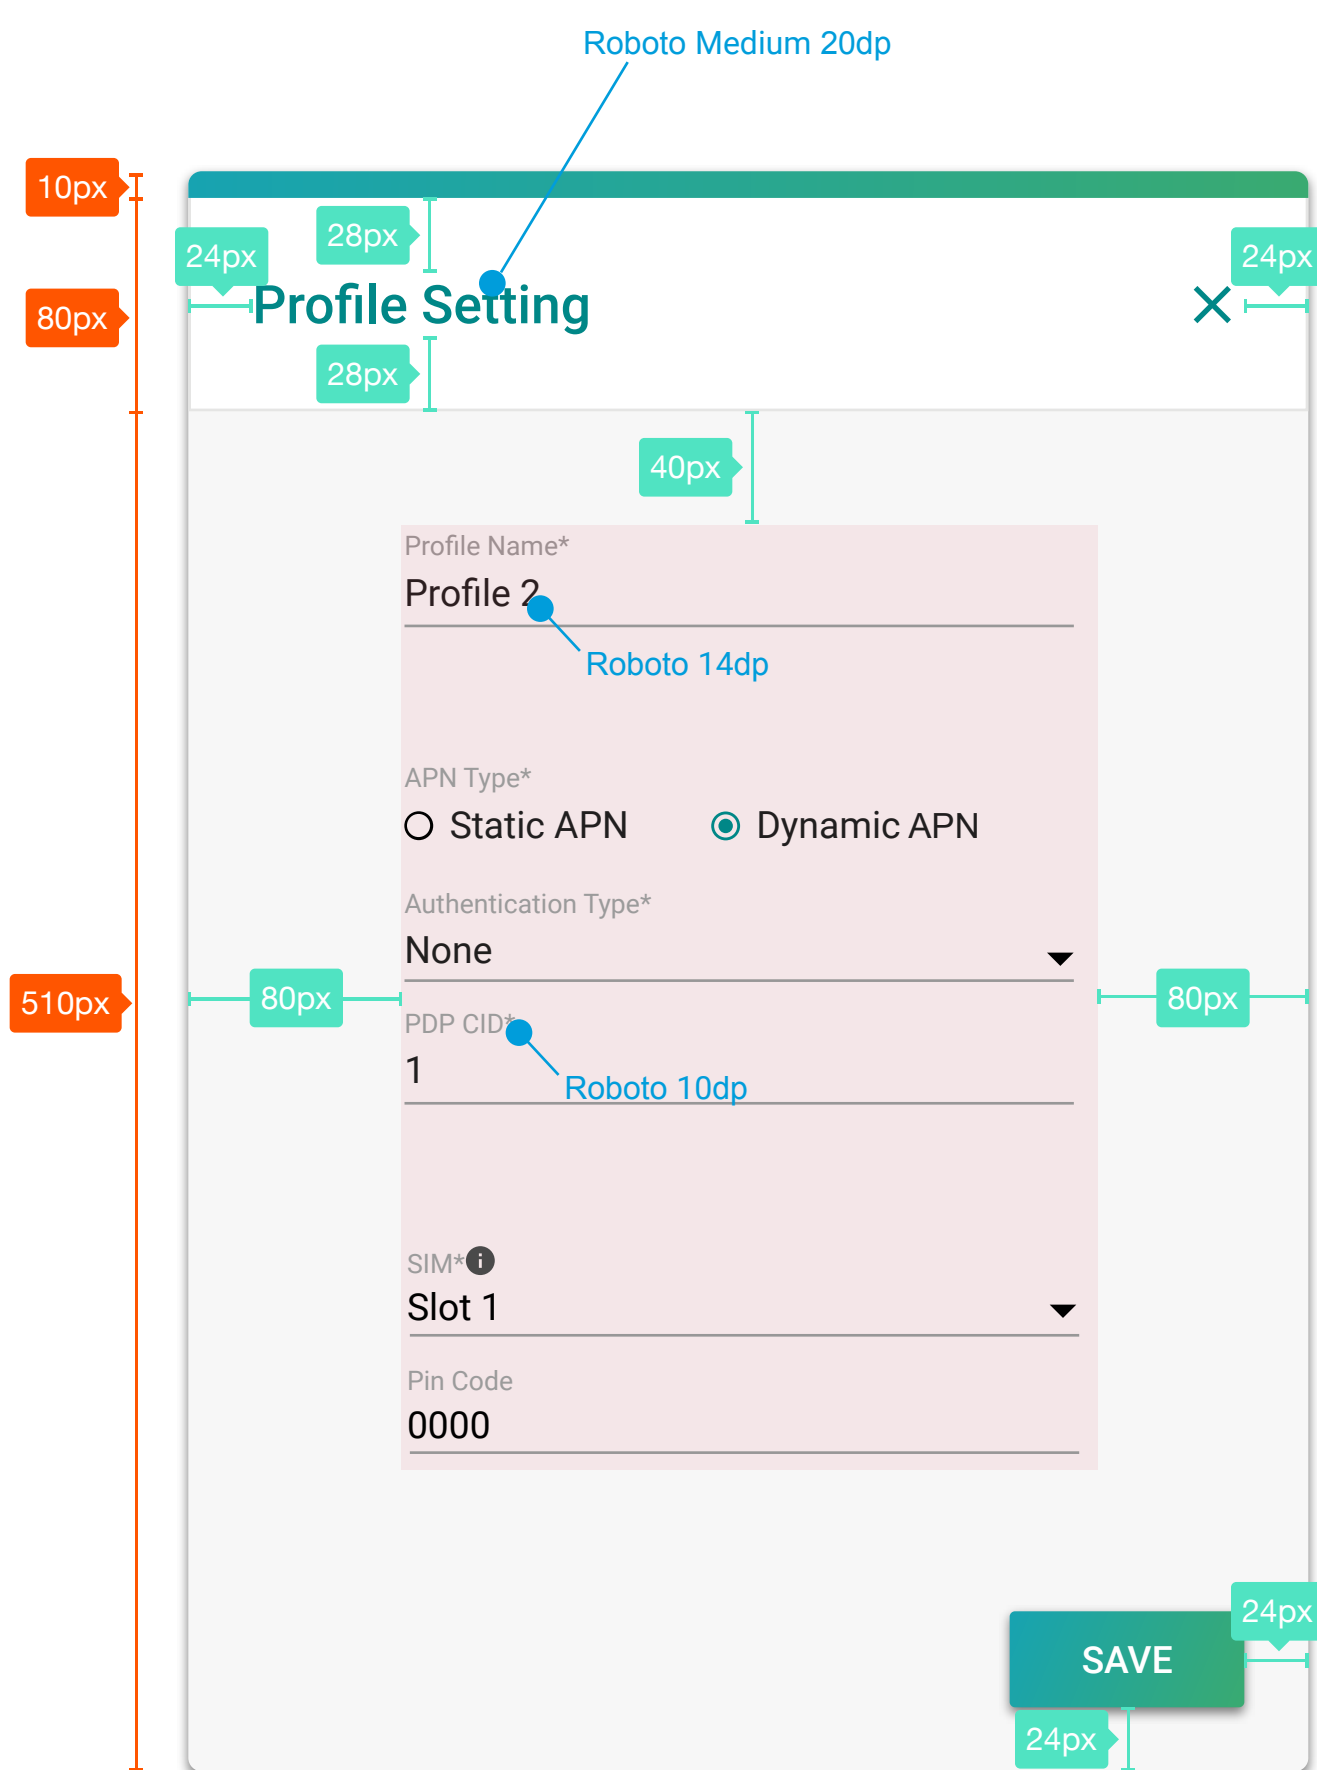 Roboto Medium 20dp
10px
28px
24px
24px
Profile Setting
80px
28px
40px
Profile Name*
Profile 2
Roboto 14dp
APN Type*
Static APN
Dynamic APN
Authentication Type*
None
510px
80px
80px
PDP CID*
1
Roboto 10dp
SIM*
Slot 1
Pin Code
0000
24px
SAVE
24px